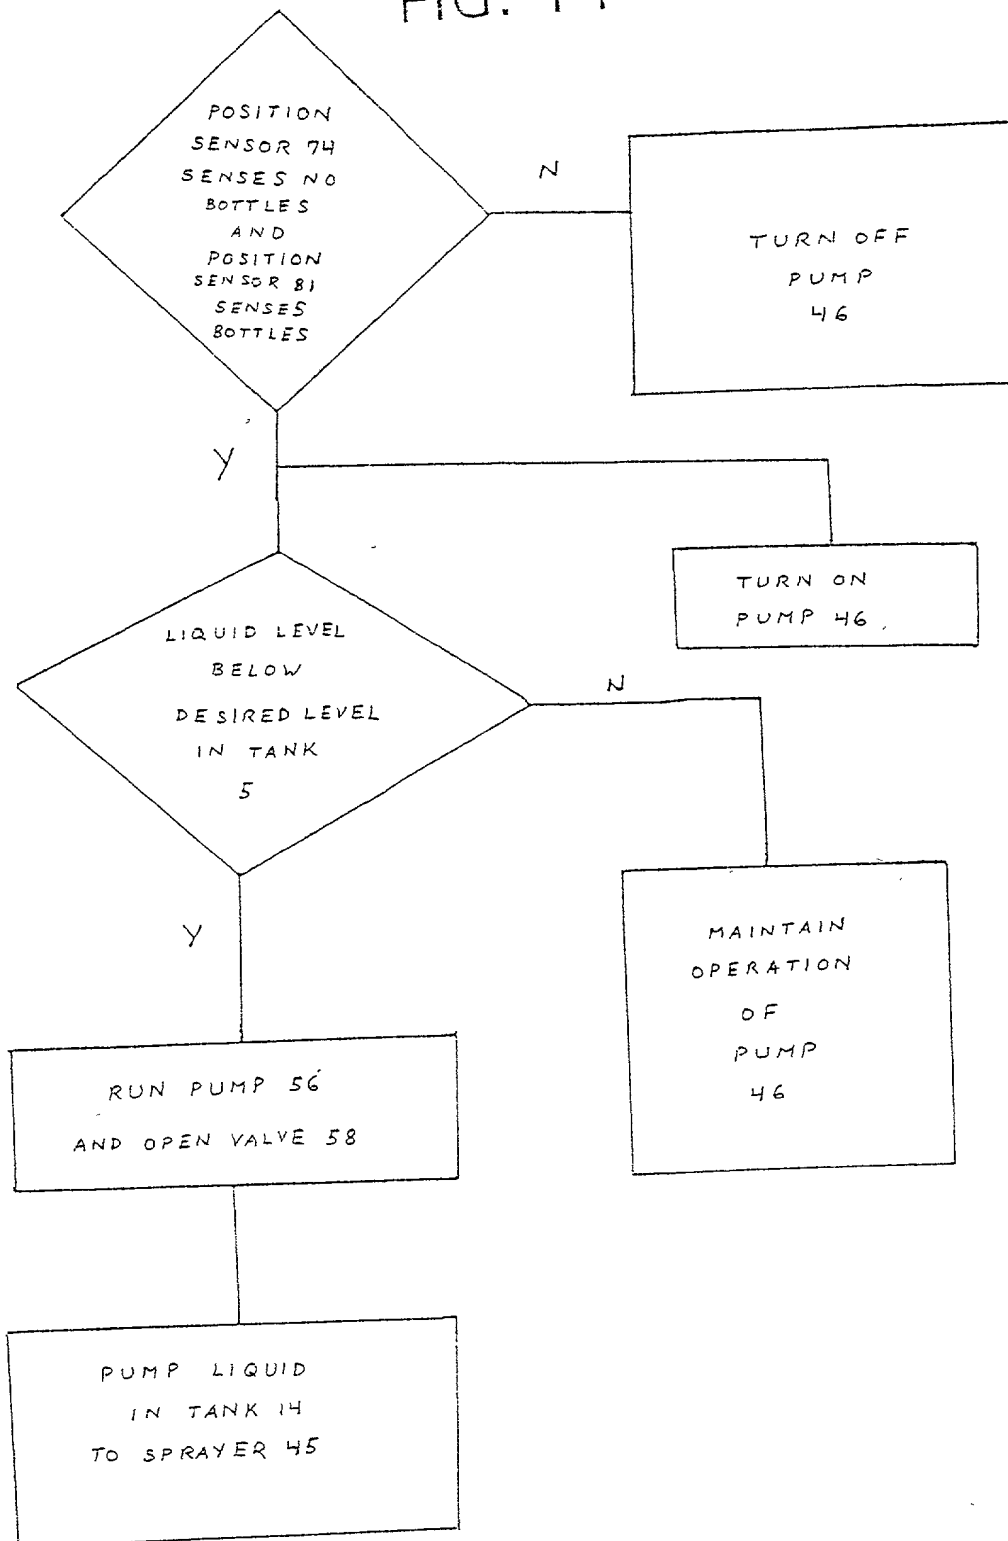 FIG.
POSITION
SENSOR 74
SENSES NO
BOTTLES
AND
POSITION
SENSOR 81
SENSES
BOTTLES
N
TURN OFF
PUMP
46
Y
TURN ON
PUMP 46
LIQUID LEVEL
BELOW
DESIRED LEVEL
IN TANK
5
N
Y
MAINTAIN
OPERATION
OF
PUMP
46
RUN PUMP 56
AND OPEN VALVE 58
PUMP LIQUID
IN TANK 14
TO SPRAYER 45